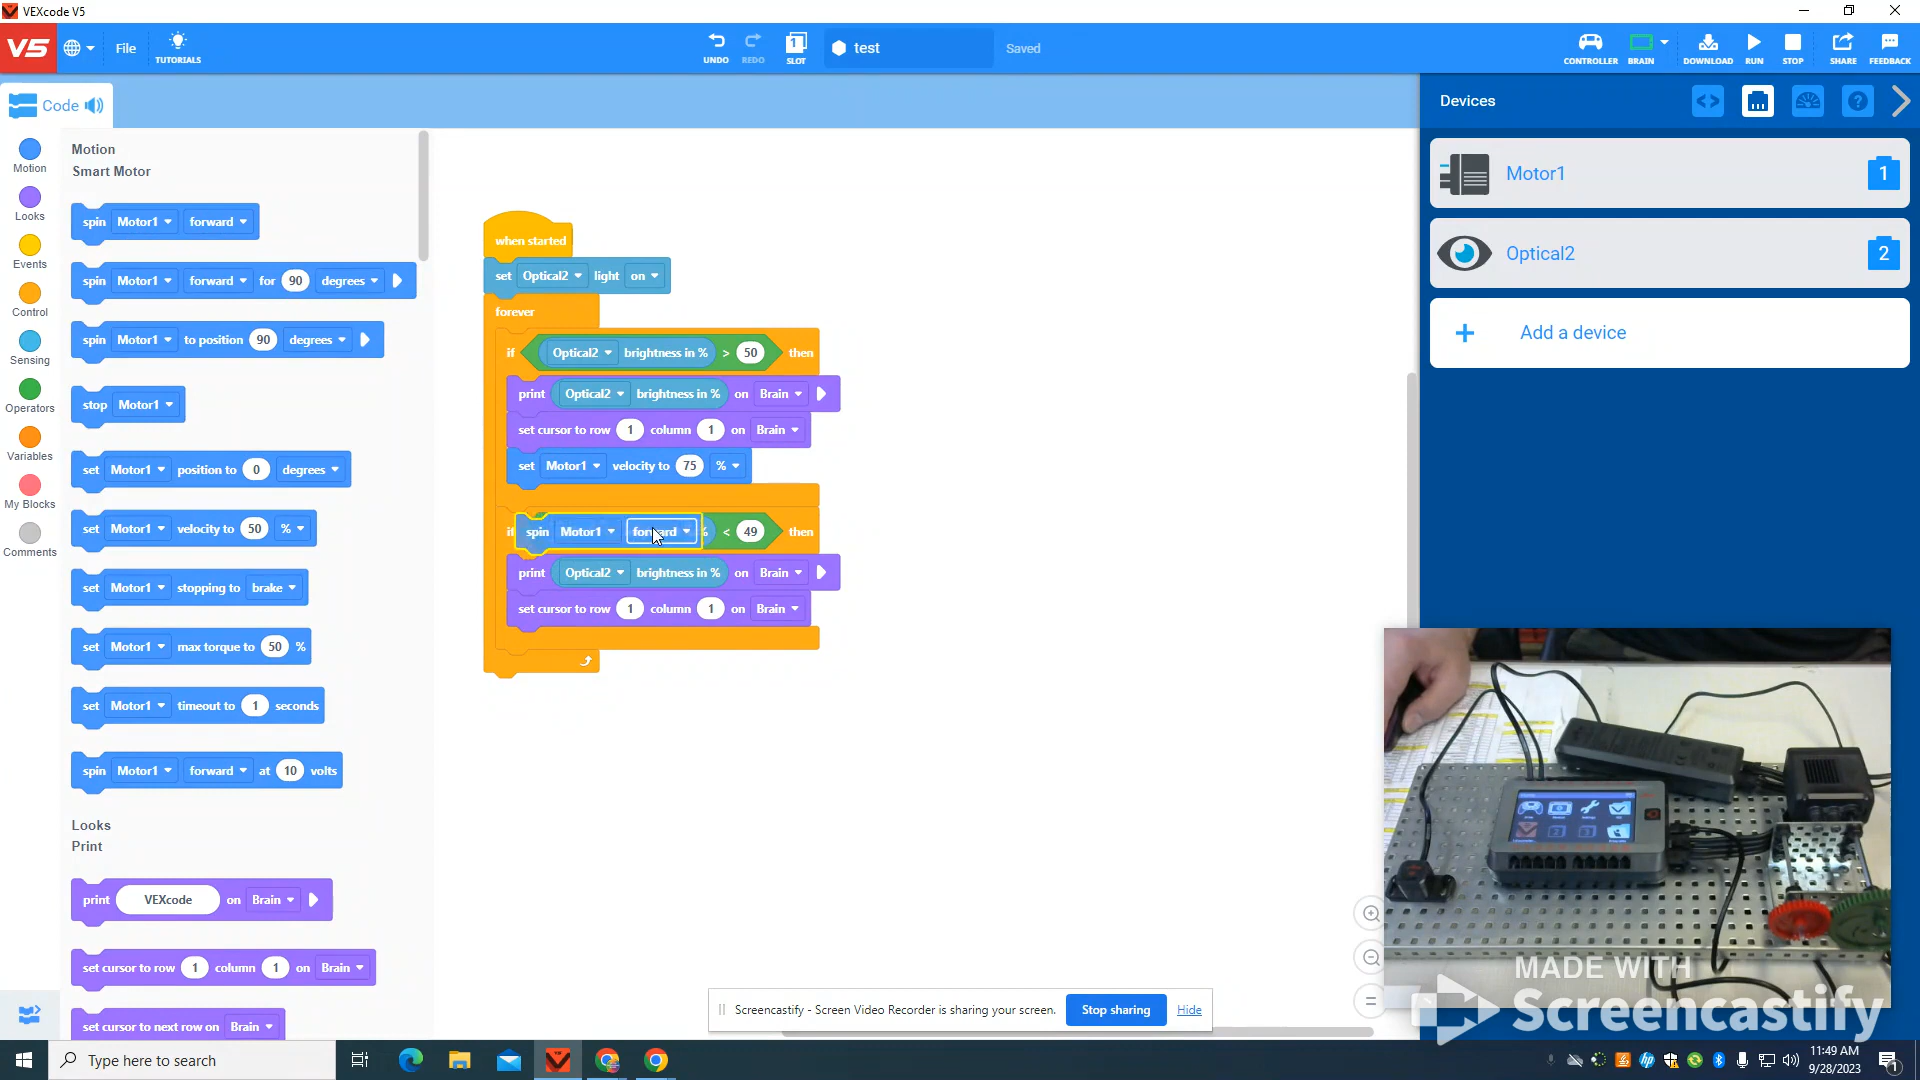 VEXcode V5
V5
File
TUTORIALS
UNDO
REDO
1
SLOT
test
Saved
CONTROLLER
BRAIN
DOWNLOAD
RUN
STOP
SHARE
FEEDBACK
Code
Devices
Motion
Looks
Events
Control
Sensing
Operators
Variables
My Blocks
Comments
Motion
Smart Motor
spin Motor1 forward
spin Motor1 forward for 90 degrees
spin Motor1 to position 90 degrees
stop Motor1
set Motor1 position to 0 degrees
set Motor1 velocity to 50 %
set Motor1 stopping to brake
set Motor1 max torque to 50 %
set Motor1 timeout to 1 seconds
spin Motor1 forward at 10 volts
Looks
Print
print VEXcode on Brain
set cursor to row 1 column 1 on Brain
set cursor to next row on Brain
when started
set Optical2 light on
forever
if Optical2 brightness in % > 50 then
print Optical2 brightness in % on Brain
set cursor to row 1 column 1 on Brain
set Motor1 velocity to 75 %
if spin Motor1 forward % < 49 then
print Optical2 brightness in % on Brain
set cursor to row 1 column 1 on Brain
Motor1 1
Optical2 2
Add a device
MADE WITH
Screencastify
Screencastify - Screen Video Recorder is sharing your screen. Stop sharing Hide
Type here to search
11:49 AM
9/28/2023
1